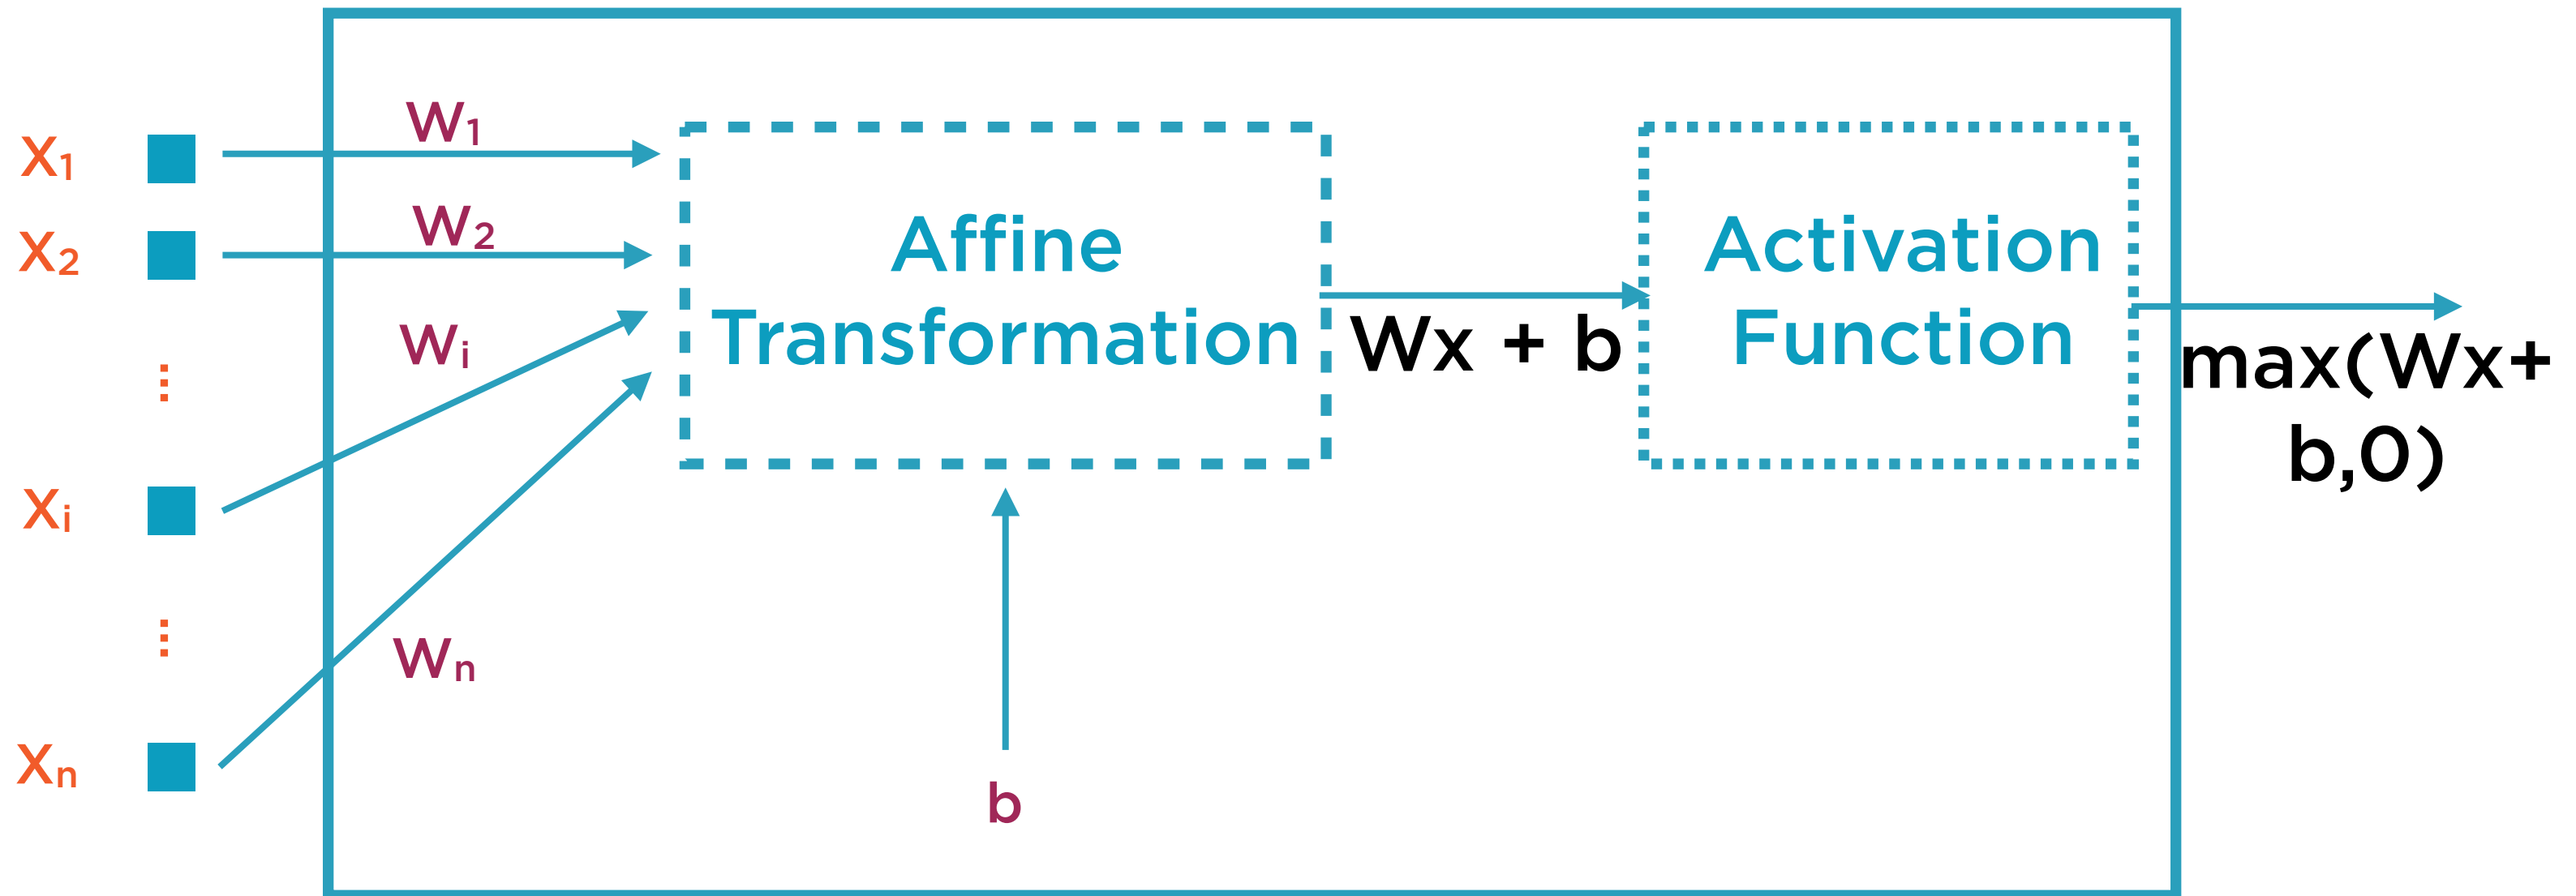 X₁
W₁
X₂
W₂
Affine
Transformation
Activation
Function
Wᵢ
Wx + b
max(Wx+
b,0)
⋮
Xᵢ
⋮
Wₙ
Xₙ
b